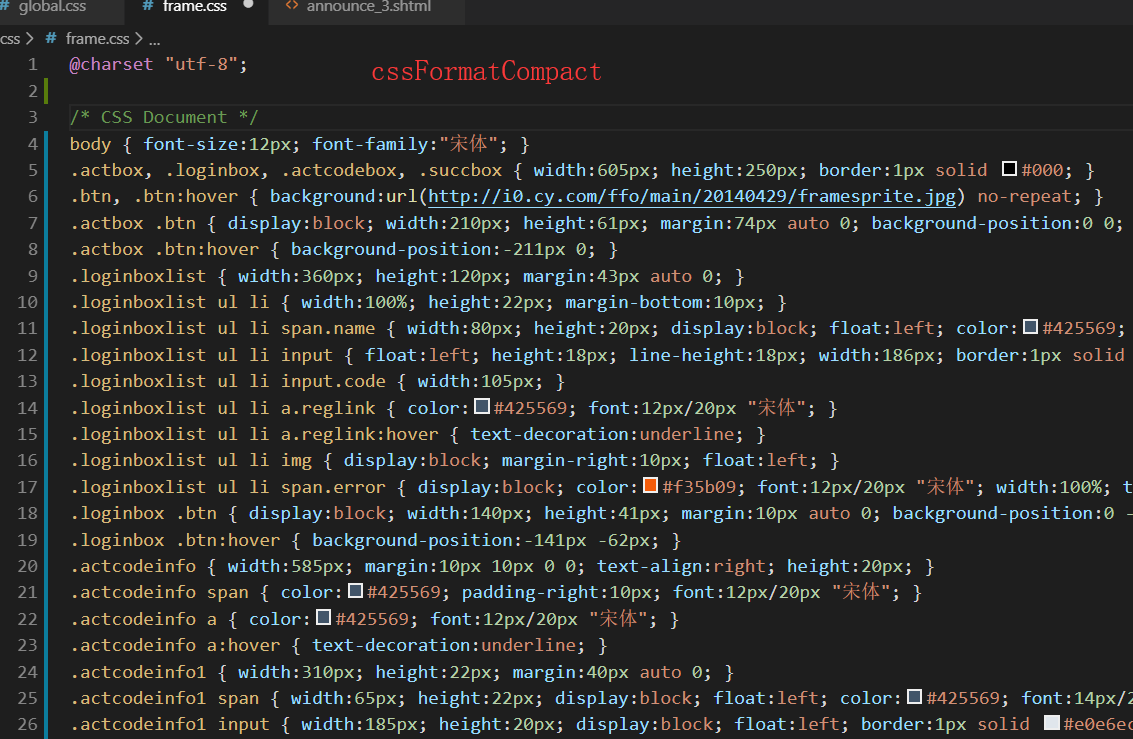 # global.css # frame.css ● <> announce_3.shtml
css > # frame.css > ...
1 @charset "utf-8"; cssFormatCompact
2
3 /* CSS Document */
4 body { font-size:12px; font-family:"宋体"; }
5 .actbox, .loginbox, .actcodebox, .succbox { width:605px; height:250px; border:1px solid #000; }
6 .btn, .btn:hover { background:url(http://i0.cy.com/ffo/main/20140429/framesprite.jpg) no-repeat; }
7 .actbox .btn { display:block; width:210px; height:61px; margin:74px auto 0; background-position:0 0;
8 .actbox .btn:hover { background-position:-211px 0; }
9 .loginboxlist { width:360px; height:120px; margin:43px auto 0; }
10 .loginboxlist ul li { width:100%; height:22px; margin-bottom:10px; }
11 .loginboxlist ul li span.name { width:80px; height:20px; display:block; float:left; color:#425569;
12 .loginboxlist ul li input { float:left; height:18px; line-height:18px; width:186px; border:1px solid
13 .loginboxlist ul li input.code { width:105px; }
14 .loginboxlist ul li a.reglink { color:#425569; font:12px/20px "宋体"; }
15 .loginboxlist ul li a.reglink:hover { text-decoration:underline; }
16 .loginboxlist ul li img { display:block; margin-right:10px; float:left; }
17 .loginboxlist ul li span.error { display:block; color:#f35b09; font:12px/20px "宋体"; width:100%; t
18 .loginbox .btn { display:block; width:140px; height:41px; margin:10px auto 0; background-position:0 -
19 .loginbox .btn:hover { background-position:-141px -62px; }
20 .actcodeinfo { width:585px; margin:10px 10px 0 0; text-align:right; height:20px; }
21 .actcodeinfo span { color:#425569; padding-right:10px; font:12px/20px "宋体"; }
22 .actcodeinfo a { color:#425569; font:12px/20px "宋体"; }
23 .actcodeinfo a:hover { text-decoration:underline; }
24 .actcodeinfo1 { width:310px; height:22px; margin:40px auto 0; }
25 .actcodeinfo1 span { width:65px; height:22px; display:block; float:left; color:#425569; font:14px/2
26 .actcodeinfo1 input { width:185px; height:20px; display:block; float:left; border:1px solid #e0e6ec